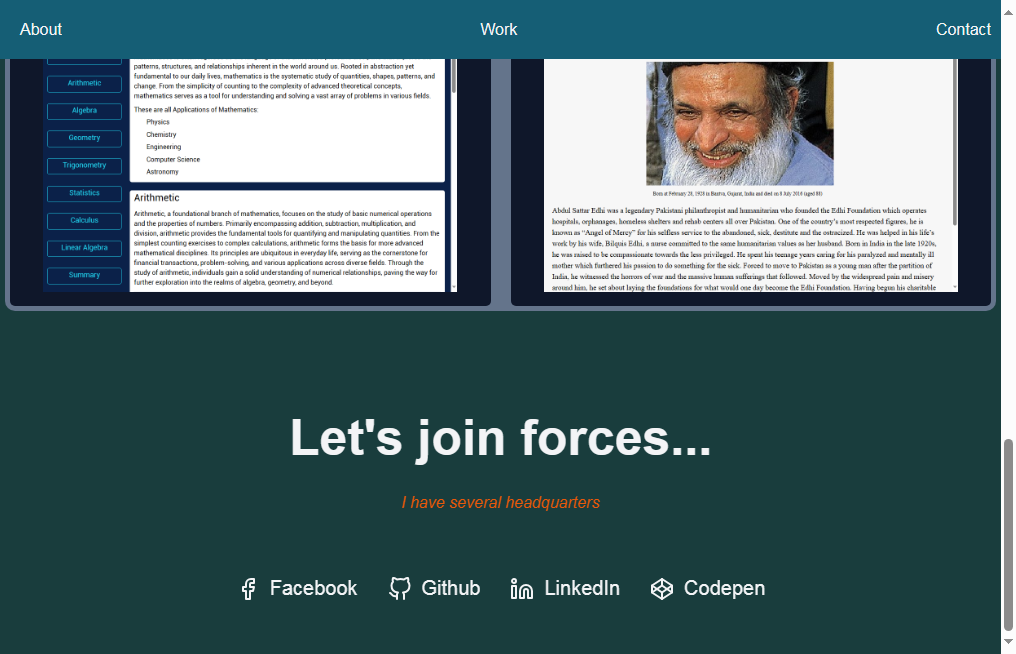 About
Work
Contact
patterns, structures, and relationships inherent in the world around us. Rooted in abstraction yet
fundamental to our daily lives, mathematics is the systematic study of quantities, shapes, patterns, and
change. From the simplicity of counting to the complexity of advanced theoretical concepts,
mathematics serves as a tool for understanding and solving a vast array of problems in various fields.
These are all Applications of Mathematics:
Physics
Chemistry
Engineering
Computer Science
Astronomy
Arithmetic
Algebra
Geometry
Trigonometry
Statistics
Calculus
Linear Algebra
Summary
Arithmetic
Arithmetic, a foundational branch of mathematics, focuses on the study of basic numerical operations
and the properties of numbers. Primarily encompassing addition, subtraction, multiplication, and
division, arithmetic provides the fundamental tools for quantifying and manipulating quantities. From the
simplest counting exercises to complex calculations, arithmetic forms the basis for more advanced
mathematical disciplines. Its principles are ubiquitous in everyday life, serving as the cornerstone for
financial transactions, problem-solving, and various applications across diverse fields. Through the
study of arithmetic, individuals gain a solid understanding of numerical relationships, paving the way for
further exploration into the realms of algebra, geometry, and beyond.
Born at February 28, 1928 in Bantva, Gujarat, India and died on 8 July 2016 (aged 88)
Abdul Sattar Edhi was a legendary Pakistani philanthropist and humanitarian who founded the Edhi Foundation which operates
hospitals, orphanages, homeless shelters and rehab centers all over Pakistan. One of the country's most respected figures, he is
known as "Angel of Mercy" for his selfless service to the abandoned, sick, destitute and the ostracized. He was helped in his life's
work by his wife, Bilquis Edhi, a nurse committed to the same humanitarian values as her husband. Born in India in the late 1920s,
he was raised to be compassionate towards the less privileged. He spent his teenage years caring for his paralyzed and mentally ill
mother which furthered his passion to do something for the sick. Forced to move to Pakistan as a young man after the partition of
India, he witnessed the horrors of war and the massive human sufferings that followed. Moved by the widespread pain and misery
around him, he set about laying the foundations for what would one day become the Edhi Foundation. Having begun his charitable
Let's join forces...
I have several headquarters
Facebook
Github
LinkedIn
Codepen